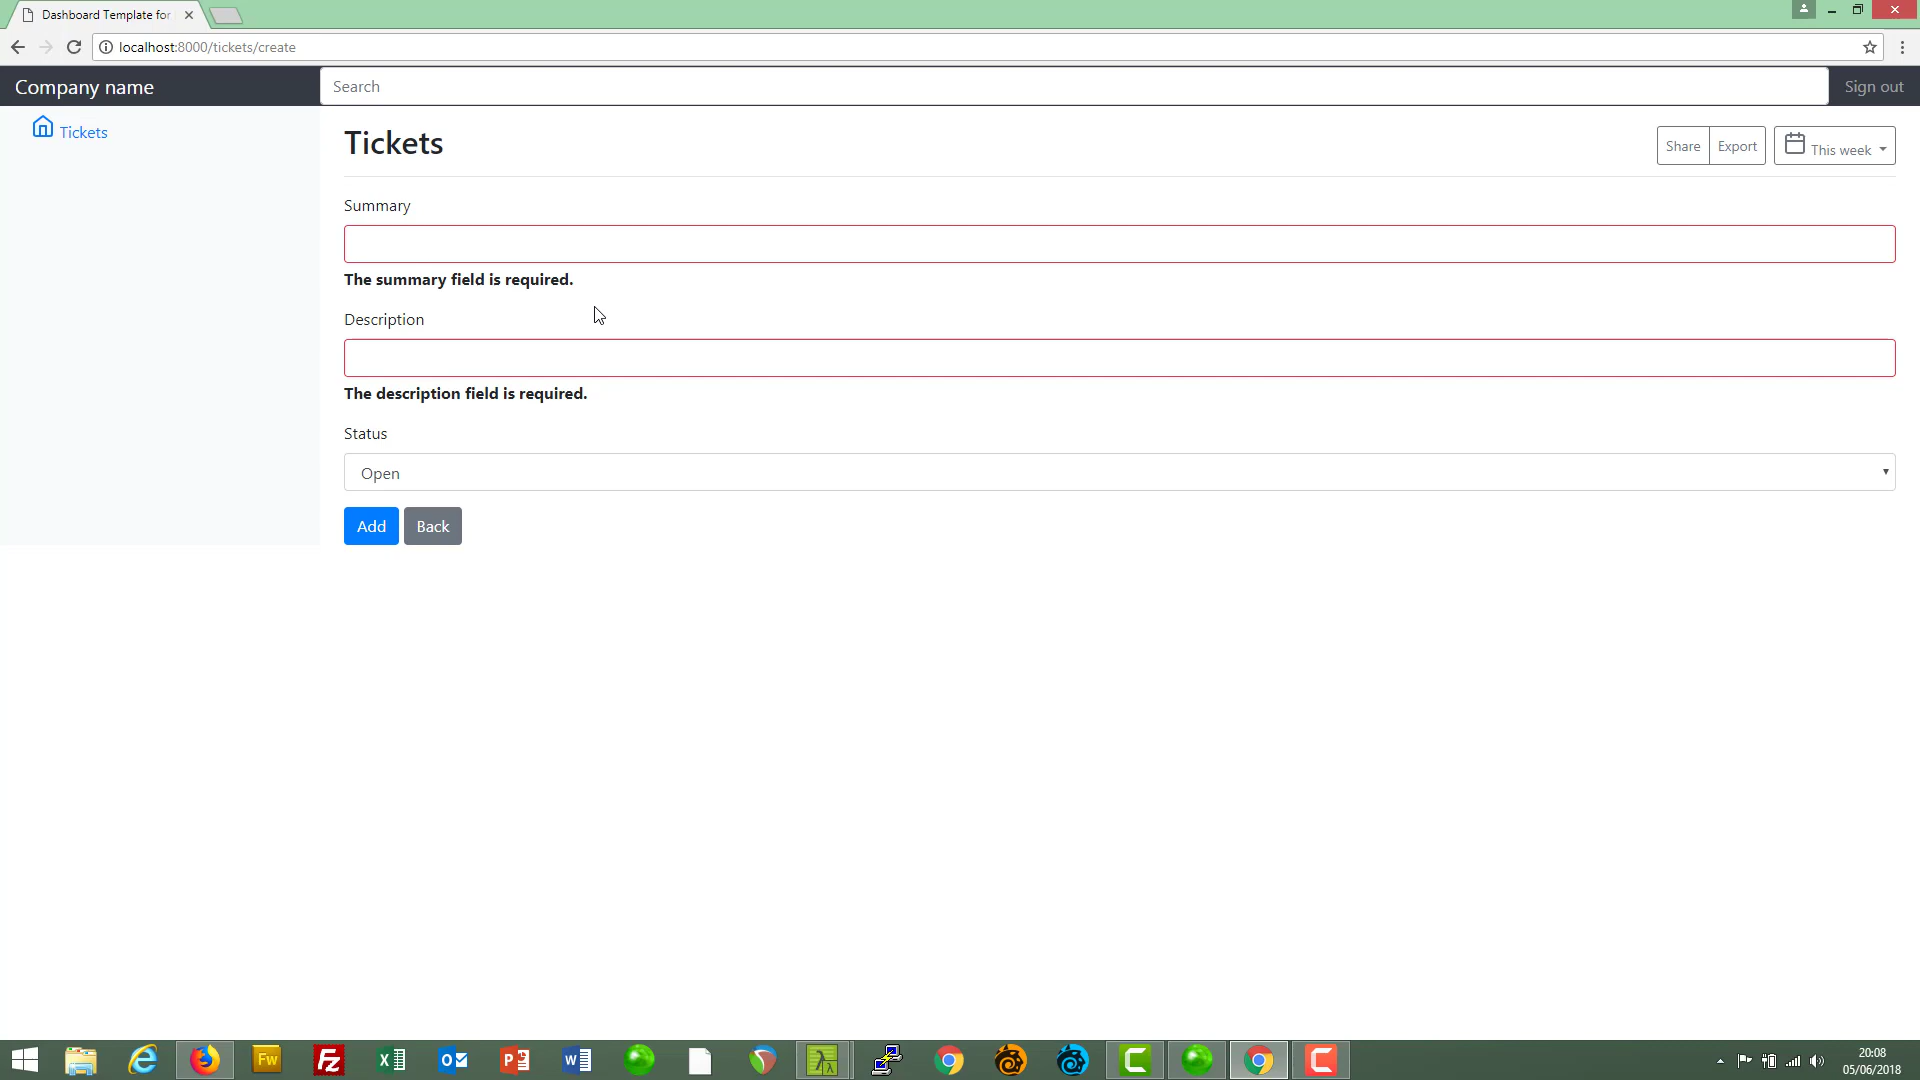 Dashboard Template for
localhost:8000/tickets/create
Company name
Search
Sign out
Tickets
Tickets
Share
Export
This week
Summary
The summary field is required.
Description
The description field is required.
Status
Open
Add
Back
Fw
Fz
20:08
05/06/2018